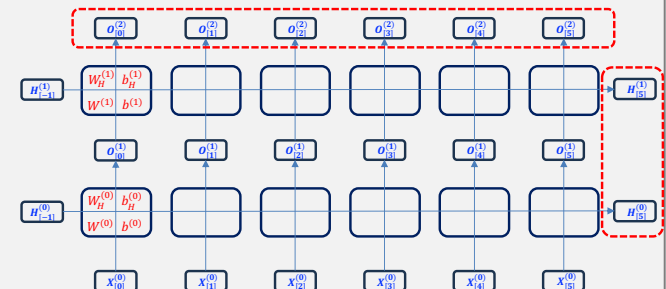 O^{(2)}_{[0]} O^{(2)}_{[1]} O^{(2)}_{[2]} O^{(2)}_{[3]} O^{(2)}_{[4]} O^{(2)}_{[5]}
H^{(1)}_{[-1]} W_H^{(1)} b_H^{(1)} H^{(1)}_{[5]}
W^{(1)} b^{(1)}
O^{(1)}_{[0]} O^{(1)}_{[1]} O^{(1)}_{[2]} O^{(1)}_{[3]} O^{(1)}_{[4]} O^{(1)}_{[5]}
H^{(0)}_{[-1]} W_H^{(0)} b_H^{(0)} H^{(0)}_{[5]}
W^{(0)} b^{(0)}
X^{(0)}_{[0]} X^{(0)}_{[1]} X^{(0)}_{[2]} X^{(0)}_{[3]} X^{(0)}_{[4]} X^{(0)}_{[5]}